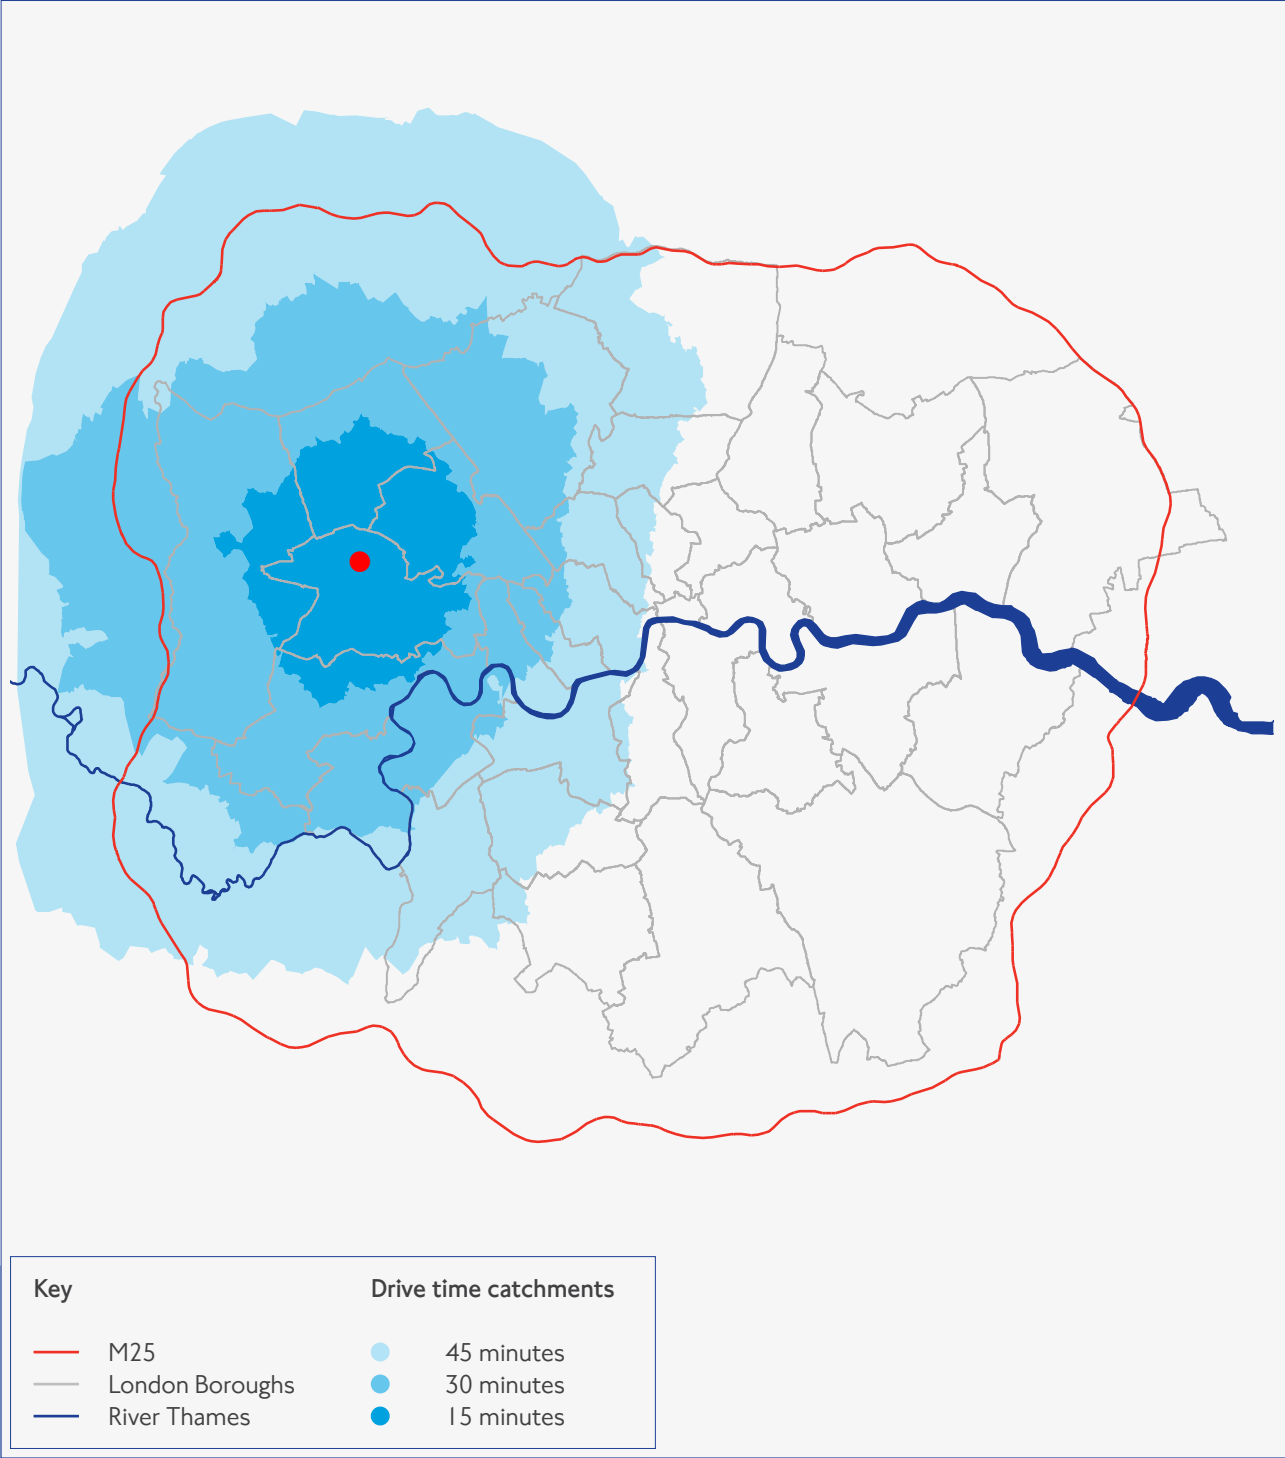 Key
Drive time catchments
M25
45 minutes
London Boroughs
30 minutes
River Thames
15 minutes